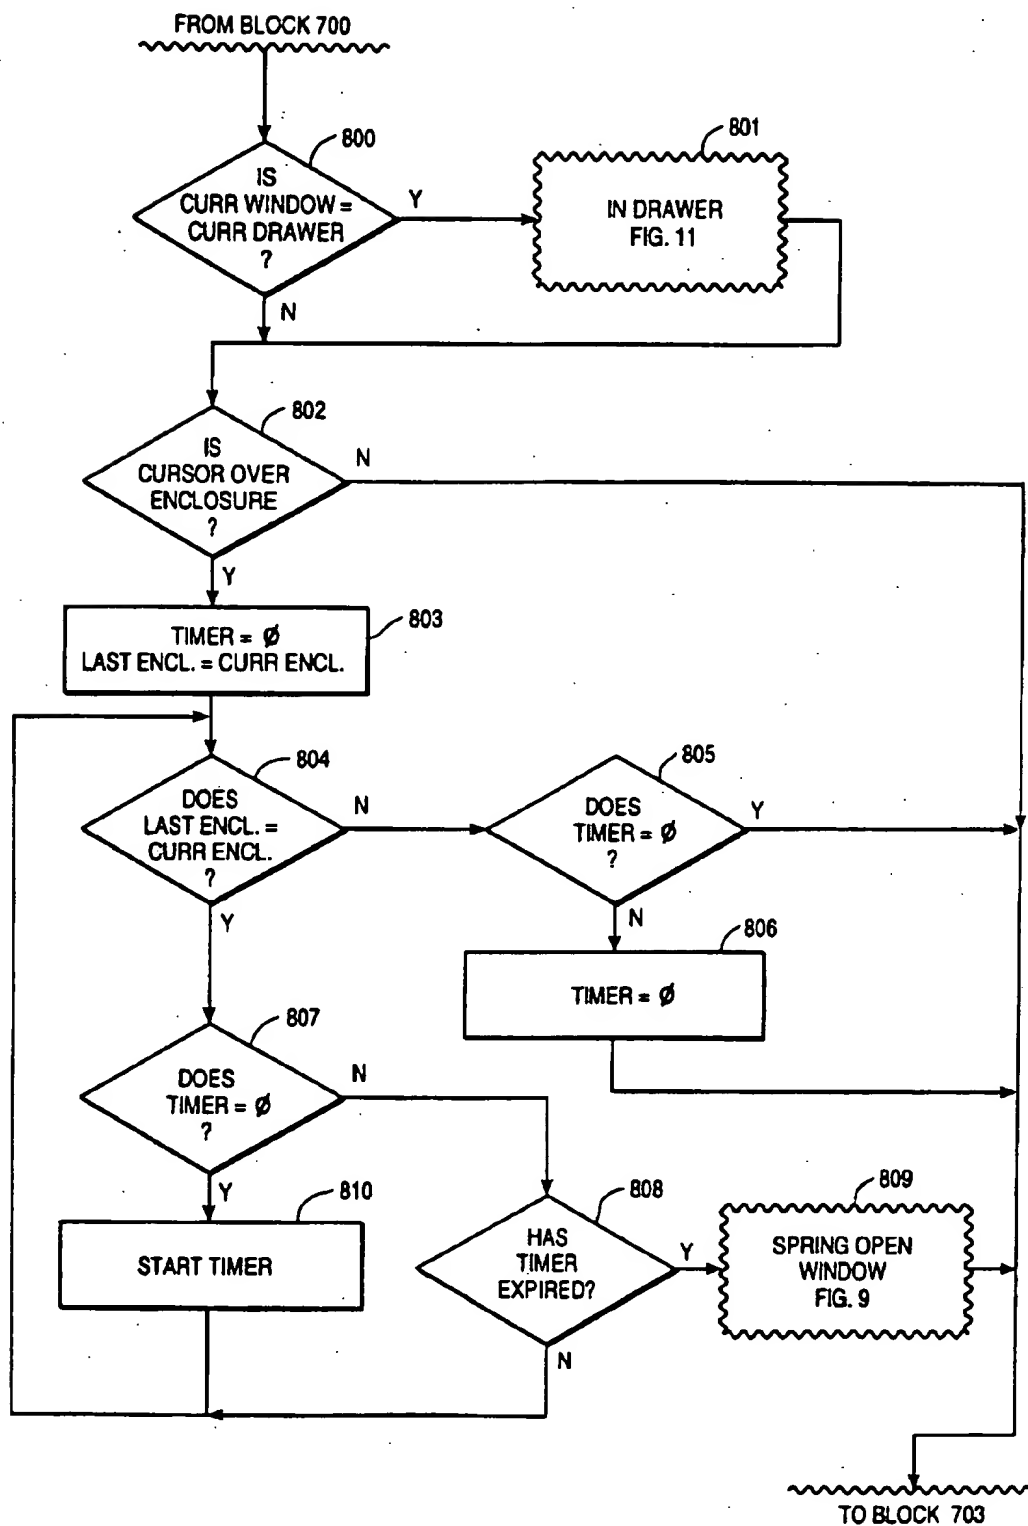 FROM BLOCK 700
800
IS
CURR WINDOW =
CURR DRAWER
?
Y
N
801
IN DRAWER
FIG. 11
802
IS
CURSOR OVER
ENCLOSURE
?
N
Y
803
TIMER = Ø
LAST ENCL. = CURR ENCL.
804
DOES
LAST ENCL. =
CURR ENCL.
?
N
Y
805
DOES
TIMER = Ø
?
Y
N
806
TIMER = Ø
807
DOES
TIMER = Ø
?
N
Y
810
START TIMER
808
HAS
TIMER
EXPIRED?
Y
N
809
SPRING OPEN
WINDOW
FIG. 9
TO BLOCK 703